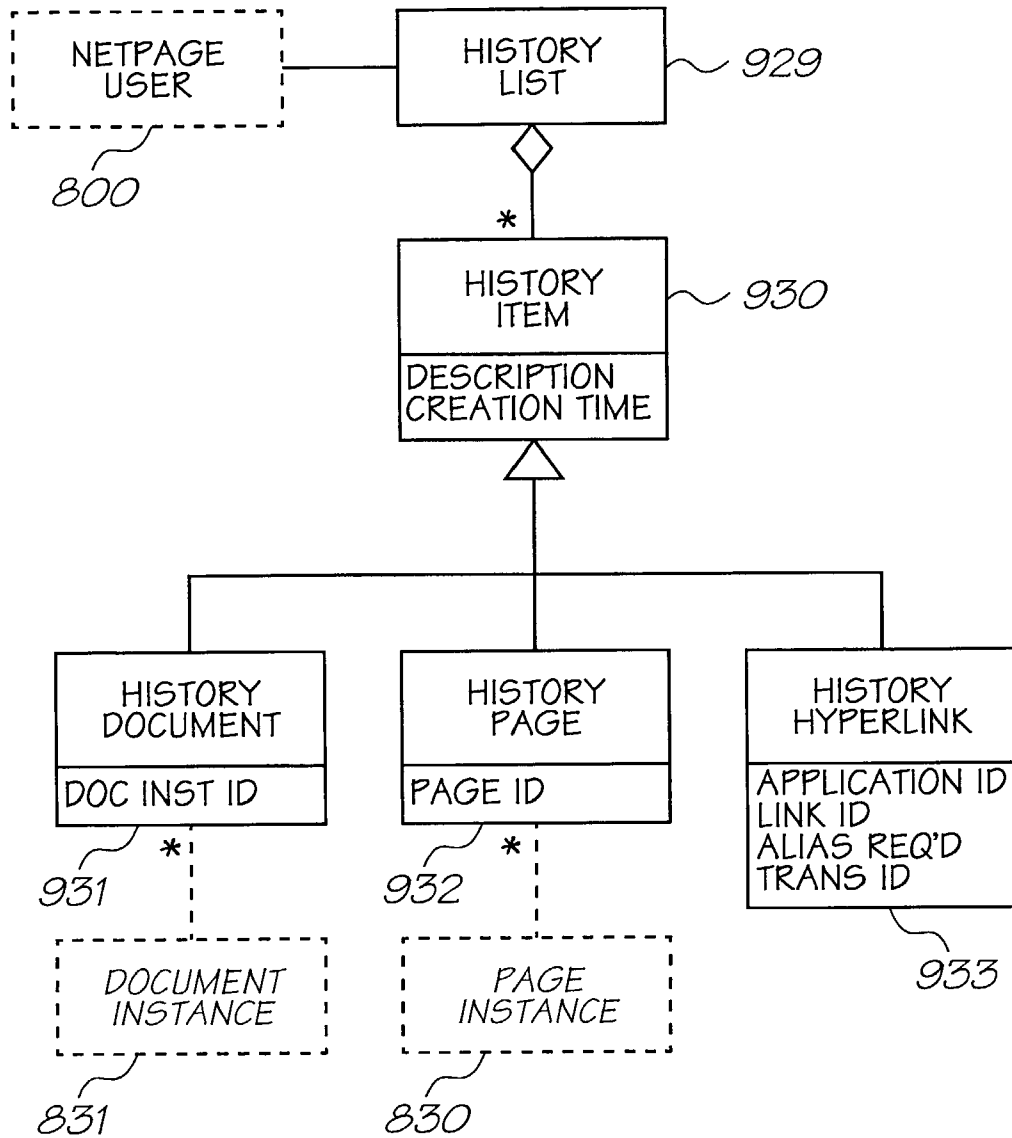 NETPAGE
USER
800
HISTORY
LIST
929
*
HISTORY
ITEM
930
DESCRIPTION
CREATION TIME
HISTORY
DOCUMENT
DOC INST ID
931
*
HISTORY
PAGE
PAGE ID
932
*
HISTORY
HYPERLINK
APPLICATION ID
LINK ID
ALIAS REQ'D
TRANS ID
933
DOCUMENT
INSTANCE
831
PAGE
INSTANCE
830